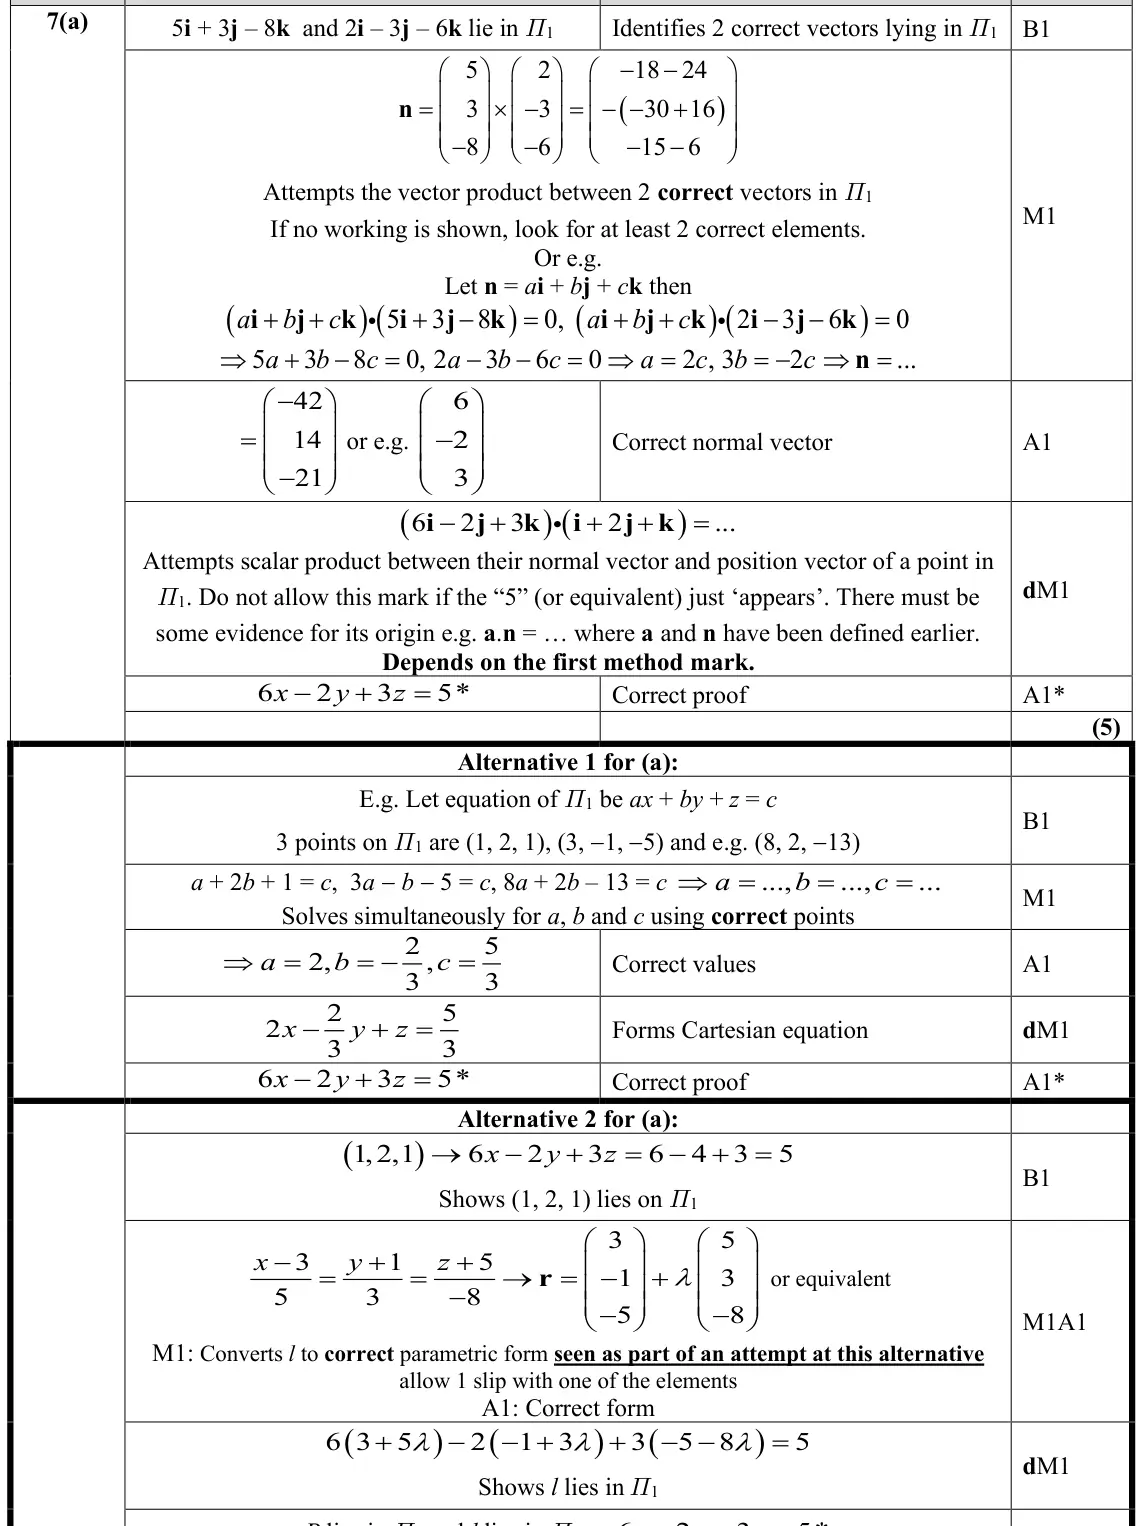 7(a)
5i + 3j – 8k and 2i – 3j – 6k lie in Π₁ Identifies 2 correct vectors lying in Π₁ B1
n = (5, 3, −8) × (2, −3, −6) = (−18 − 24, −(−30 + 16), −15 − 6)
Attempts the vector product between 2 correct vectors in Π₁
If no working is shown, look for at least 2 correct elements.
M1
Or e.g.
Let n = ai + bj + ck then
(ai + bj + ck)•(5i + 3j − 8k) = 0, (ai + bj + ck)•(2i − 3j − 6k) = 0
⇒ 5a + 3b − 8c = 0, 2a − 3b − 6c = 0 ⇒ a = 2c, 3b = −2c ⇒ n = ...
= (−42, 14, −21) or e.g. (6, −2, 3) Correct normal vector A1
(6i − 2j + 3k)•(i + 2j + k) = ...
Attempts scalar product between their normal vector and position vector of a point in
Π₁. Do not allow this mark if the “5” (or equivalent) just ‘appears’. There must be
dM1
some evidence for its origin e.g. a.n = … where a and n have been defined earlier.
Depends on the first method mark.
6x − 2y + 3z = 5* Correct proof A1*
(5)
Alternative 1 for (a):
E.g. Let equation of Π₁ be ax + by + z = c
B1
3 points on Π₁ are (1, 2, 1), (3, −1, −5) and e.g. (8, 2, −13)
a + 2b + 1 = c, 3a – b – 5 = c, 8a + 2b – 13 = c ⇒ a = ..., b = ..., c = ...
M1
Solves simultaneously for a, b and c using correct points
⇒ a = 2, b = −2/3, c = 5/3 Correct values A1
2x − 2/3 y + z = 5/3 Forms Cartesian equation dM1
6x − 2y + 3z = 5* Correct proof A1*
Alternative 2 for (a):
(1, 2, 1) → 6x − 2y + 3z = 6 − 4 + 3 = 5
B1
Shows (1, 2, 1) lies on Π₁
(x − 3)/5 = (y + 1)/3 = (z + 5)/−8 → r = (3, −1, −5) + λ(5, 3, −8) or equivalent
M1A1
M1: Converts l to correct parametric form seen as part of an attempt at this alternative
allow 1 slip with one of the elements
A1: Correct form
6(3 + 5λ) − 2(−1 + 3λ) + 3(−5 − 8λ) = 5
dM1
Shows l lies in Π₁